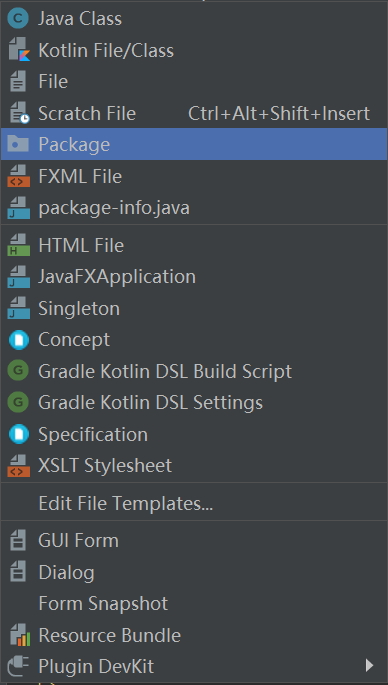 Java Class
Kotlin File/Class
File
Scratch File Ctrl+Alt+Shift+Insert
Package
FXML File
package-info.java
HTML File
JavaFXApplication
Singleton
Concept
Gradle Kotlin DSL Build Script
Gradle Kotlin DSL Settings
Specification
XSLT Stylesheet
Edit File Templates...
GUI Form
Dialog
Form Snapshot
Resource Bundle
Plugin DevKit